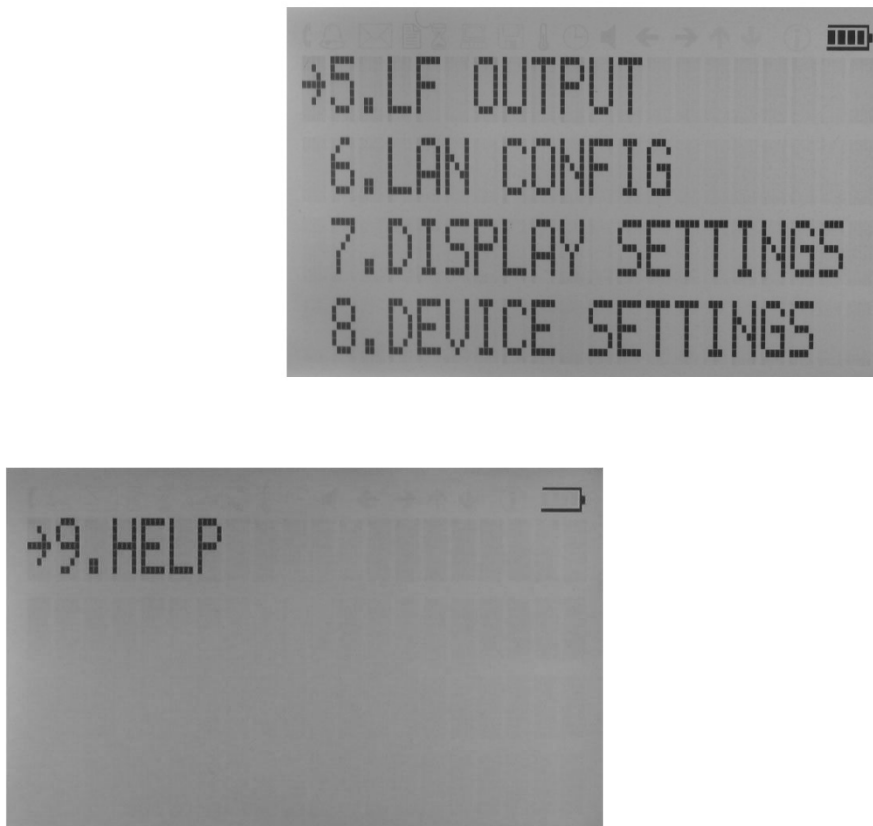 →5.LF OUTPUT
6.LAN CONFIG
7.DISPLAY SETTINGS
8.DEVICE SETTINGS
→9.HELP